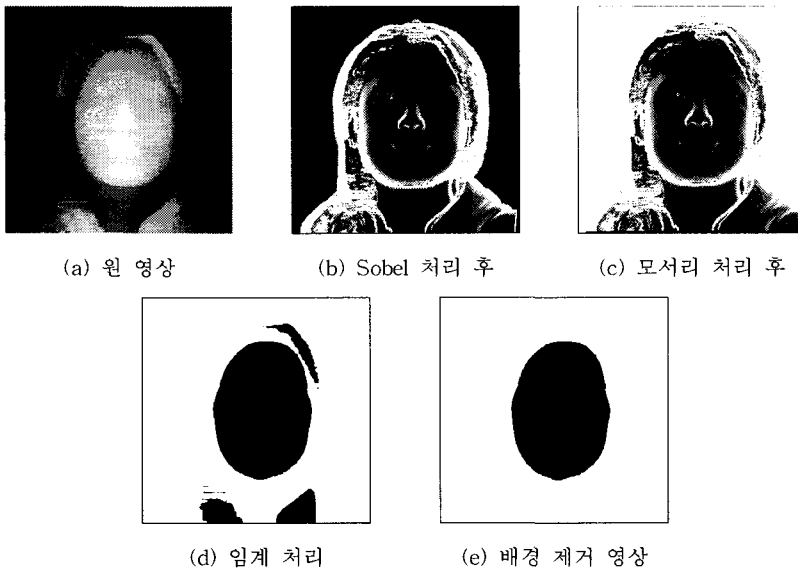 (a) 원 영상
(b) Sobel 처리 후
(c) 모서리 처리 후
(d) 임계 처리
(e) 배경 제거 영상